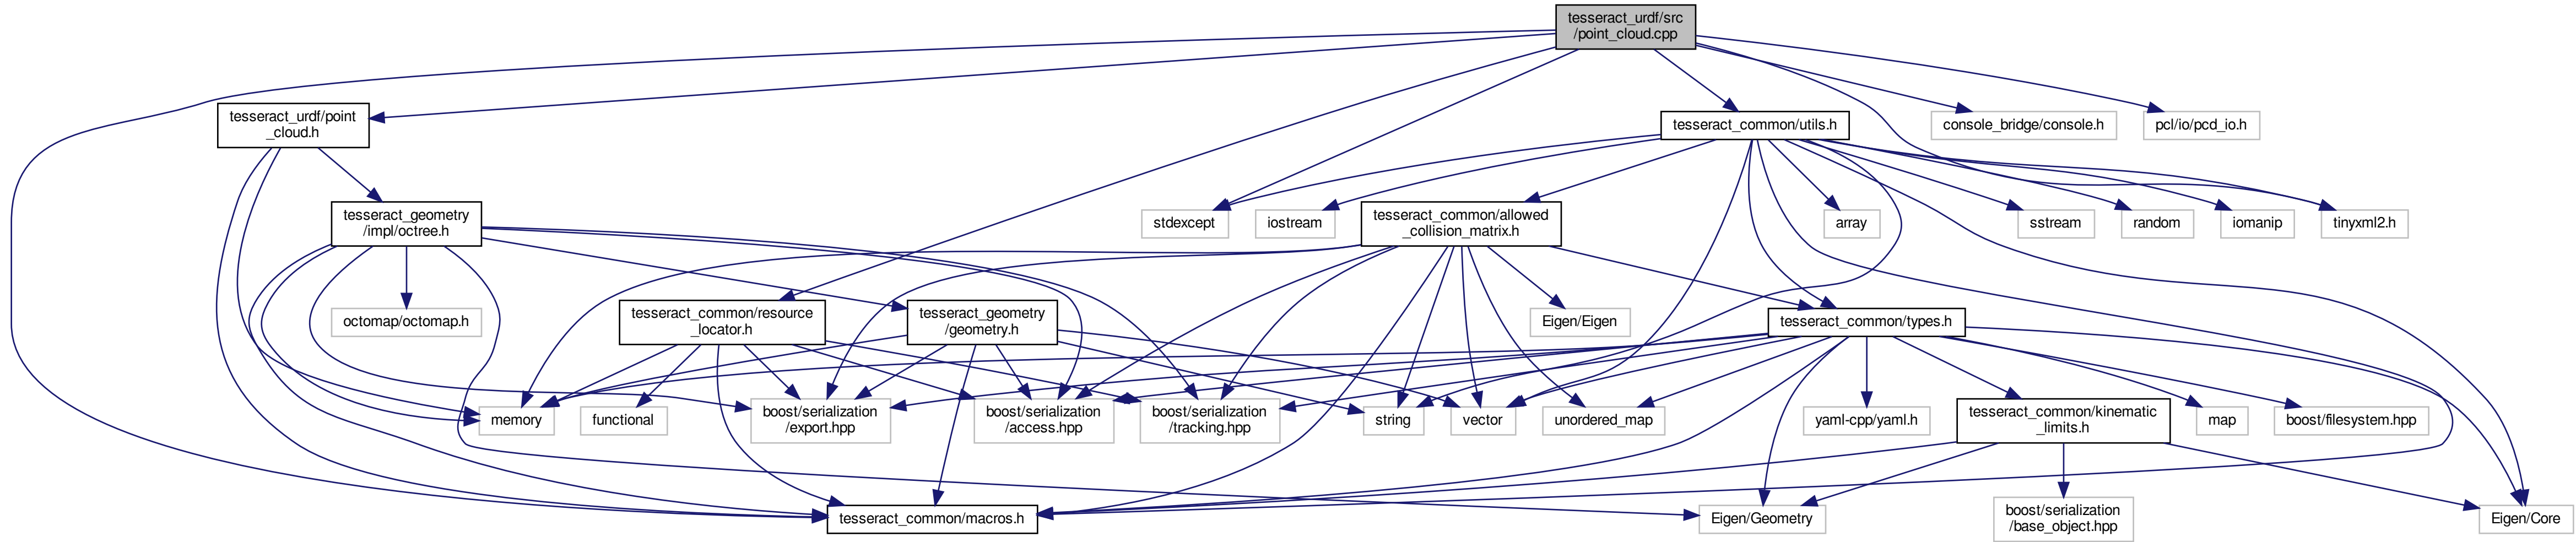 tesseract_urdf/src
/point_cloud.cpp
tesseract_urdf/point
_cloud.h
tesseract_common/utils.h
console_bridge/console.h
pcl/io/pcd_io.h
tesseract_geometry
/impl/octree.h
stdexcept
iostream
tesseract_common/allowed
_collision_matrix.h
array
sstream
random
iomanip
tinyxml2.h
octomap/octomap.h
tesseract_common/resource
_locator.h
tesseract_geometry
/geometry.h
Eigen/Eigen
tesseract_common/types.h
memory
functional
boost/serialization
/export.hpp
boost/serialization
/access.hpp
boost/serialization
/tracking.hpp
string
vector
unordered_map
yaml-cpp/yaml.h
tesseract_common/kinematic
_limits.h
map
boost/filesystem.hpp
tesseract_common/macros.h
Eigen/Geometry
boost/serialization
/base_object.hpp
Eigen/Core